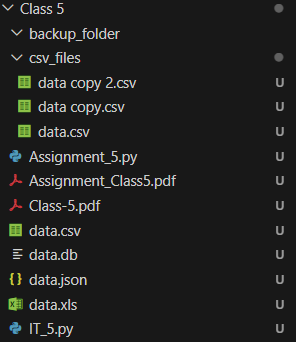 Class 5
backup_folder
csv_files
data copy 2.csv U
data copy.csv U
data.csv U
Assignment_5.py U
Assignment_Class5.pdf U
Class-5.pdf U
data.csv U
data.db U
data.json U
data.xls U
IT_5.py U